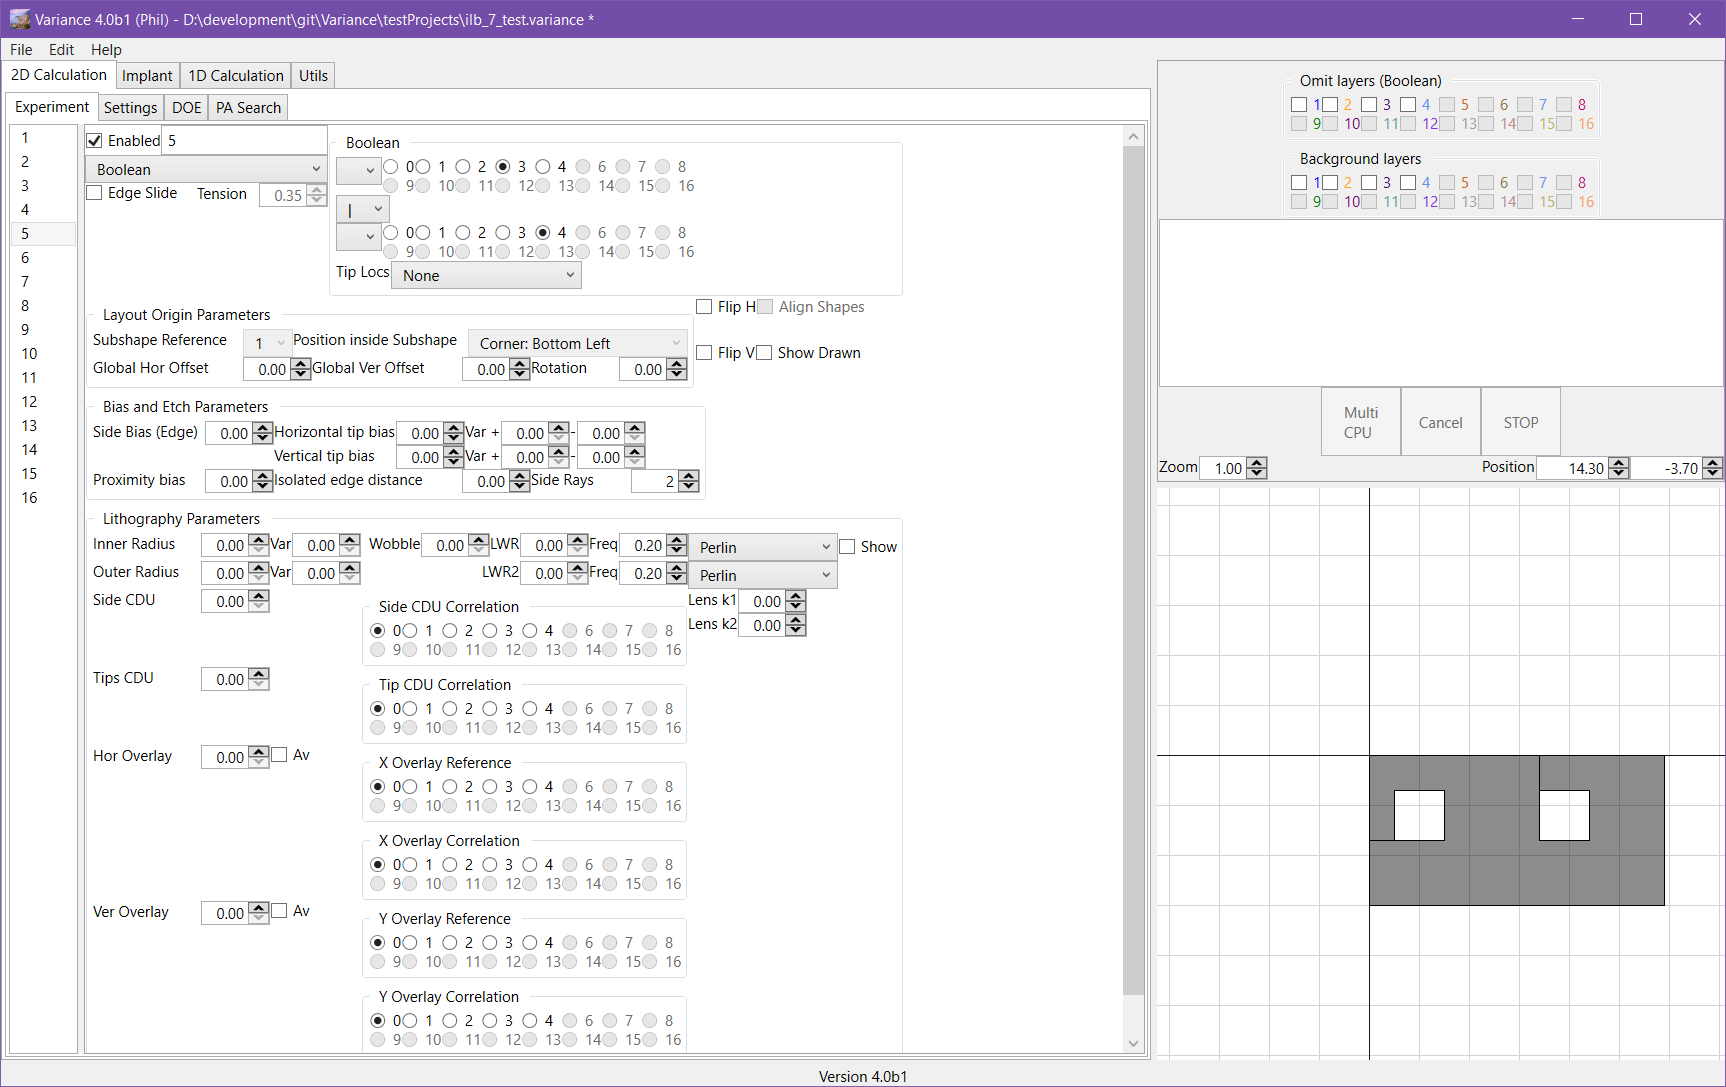 Variance 4.0b1 (Phil) - D:\development\git\Variance\testProjects\ilb_7_test.variance *
File Edit Help
2D Calculation Implant 1D Calculation Utils
Experiment Settings DOE PA Search
1
2
3
4
5
6
7
8
9
10
11
12
13
14
15
16
Enabled 5
Boolean
Edge Slide Tension 0.35
Boolean
0 1 2 3 4 6 7 8
9 10 11 12 13 14 15 16
|
0 1 2 3 4 6 7 8
9 10 11 12 13 14 15 16
Tip Locs None
Layout Origin Parameters
Subshape Reference 1 Position inside Subshape Corner: Bottom Left
Global Hor Offset 0.00 Global Ver Offset 0.00 Rotation 0.00
Flip H Align Shapes
Flip V Show Drawn
Bias and Etch Parameters
Side Bias (Edge) 0.00 Horizontal tip bias 0.00 Var + 0.00 - 0.00
Vertical tip bias 0.00 Var + 0.00 - 0.00
Proximity bias 0.00 Isolated edge distance 0.00 Side Rays 2
Lithography Parameters
Inner Radius 0.00 Var 0.00 Wobble 0.00 LWR 0.00 Freq 0.20 Perlin Show
Outer Radius 0.00 Var 0.00 LWR2 0.00 Freq 0.20 Perlin
Side CDU 0.00
Side CDU Correlation
0 1 2 3 4 6 7 8
9 10 11 12 13 14 15 16
Lens k1 0.00
Lens k2 0.00
Tips CDU 0.00
Tip CDU Correlation
0 1 2 3 4 6 7 8
9 10 11 12 13 14 15 16
Hor Overlay 0.00 Av
X Overlay Reference
0 1 2 3 4 6 7 8
9 10 11 12 13 14 15 16
X Overlay Correlation
0 1 2 3 4 6 7 8
9 10 11 12 13 14 15 16
Ver Overlay 0.00 Av
Y Overlay Reference
0 1 2 3 4 6 7 8
9 10 11 12 13 14 15 16
Y Overlay Correlation
0 1 2 3 4 6 7 8
9 10 11 12 13 14 15 16
Omit layers (Boolean)
1 2 3 4 5 6 7 8
9 10 11 12 13 14 15 16
Background layers
1 2 3 4 5 6 7 8
9 10 11 12 13 14 15 16
Multi CPU Cancel STOP
Zoom 1.00 Position 14.30 -3.70
Version 4.0b1